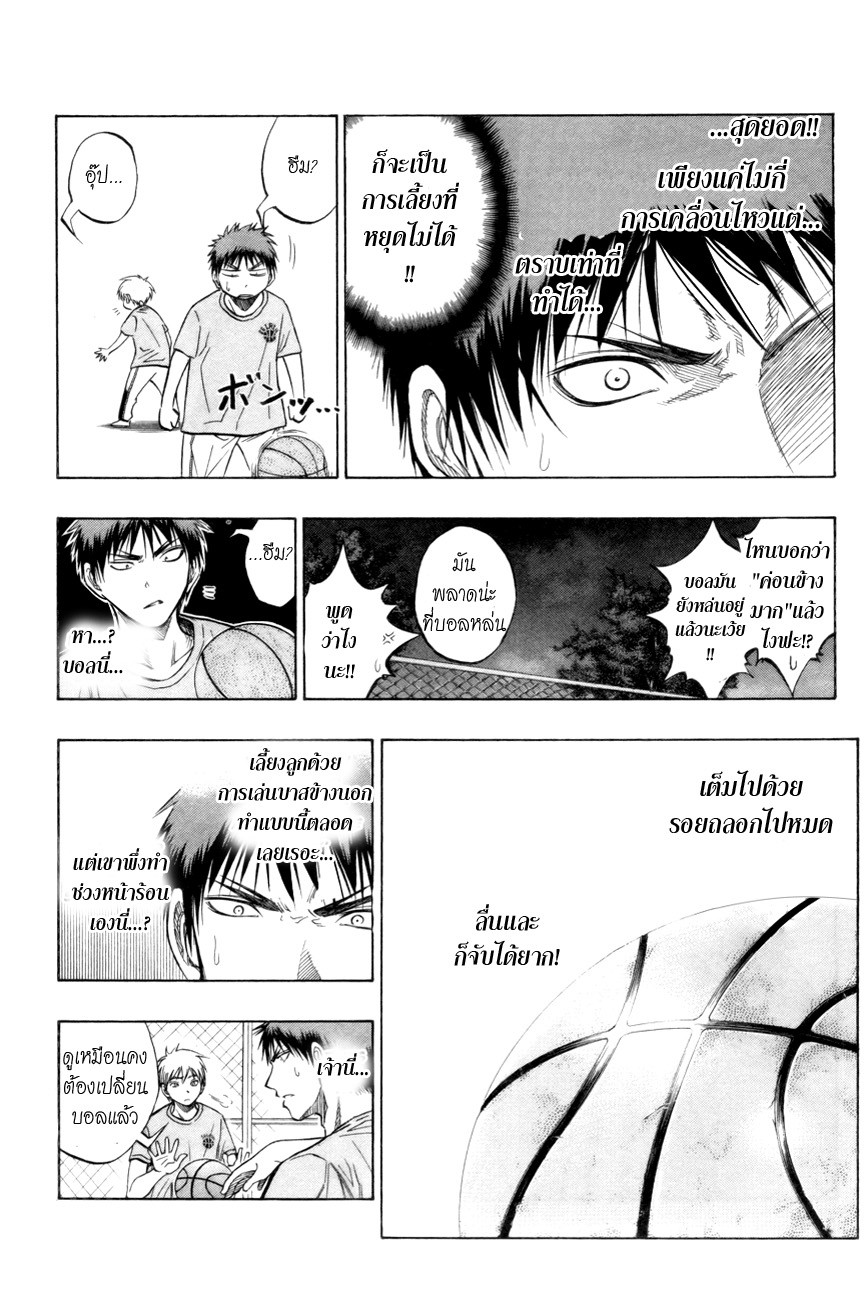 ...สุดยอด!!
เพียงแค่ไม่กี่
การเคลื่อนไหวแต่...
ตราบเท่าที่
ทำได้...
ก็จะเป็น
การเลี้ยงที่
หยุดไม่ได้
!!
ฮึม?
อุ๊ป...
ボンッ...
ไหนบอกว่า
"ค่อนข้าง
มาก"แล้ว
ไงฟะ!?
บอลมัน
ยังหล่นอยู่
แล้วนะเว้ย
!!
มัน
พลาดน่ะ
ที่บอลหล่น
พูด
ว่าไง
นะ!!
...ฮึม?
หา...?
บอลนี่...
เต็มไปด้วย
รอยถลอกไปหมด
ลื่นและ
ก็จับได้ยาก!
เลี้ยงลูกด้วย
การเล่นบาสข้างนอก
ทำแบบนี้ตลอด
เลยเรอะ...
แต่เขาพึ่งทำ
ช่วงหน้าร้อน
เองนี่...?
เจ้านี่...
ดูเหมือนคง
ต้องเปลี่ยน
บอลแล้ว